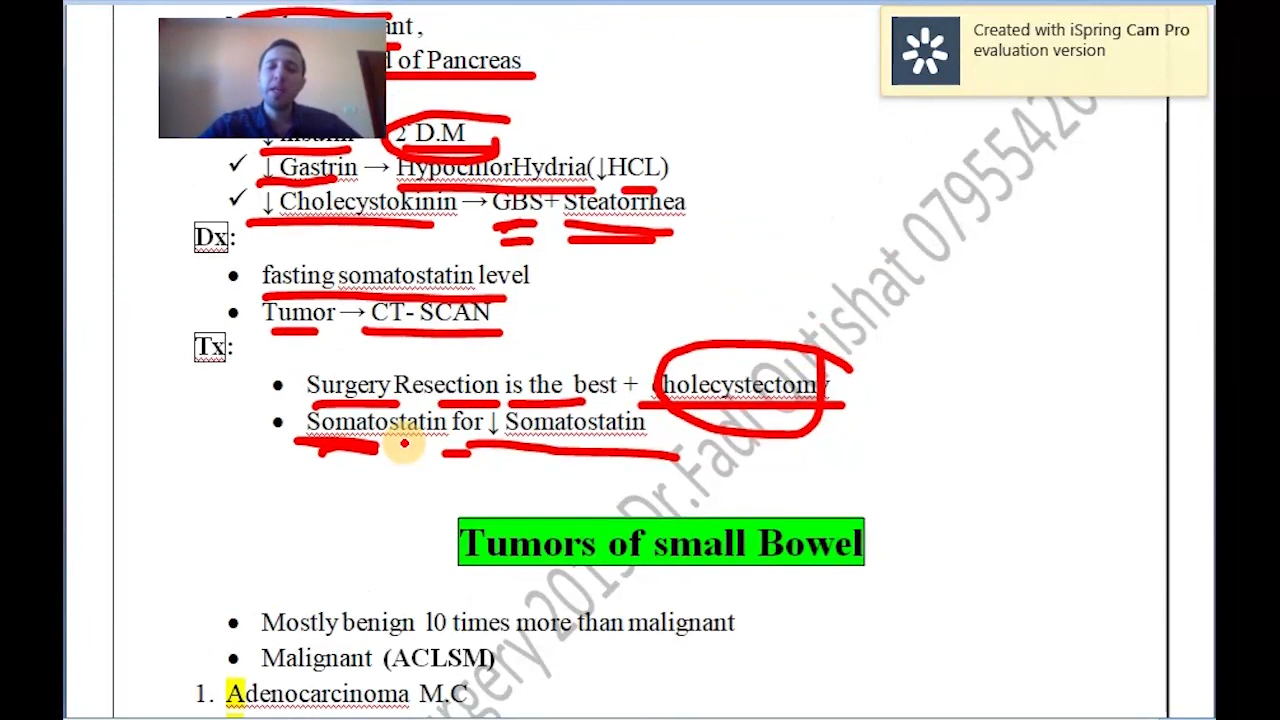 ant ,
of Pancreas
Created with iSpring Cam Pro
evaluation version
2 D.M
✓ ↓ Gastrin → HypochlorHydria(↓HCL)
✓ ↓ Cholecystokinin → GBS+ Steatorrhea
Dx:
• fasting somatostatin level
• Tumor → CT- SCAN
Tx:
• Surgery Resection is the best + cholecystectomy
• Somatostatin for ↓ Somatostatin
Tumors of small Bowel
• Mostly benign 10 times more than malignant
• Malignant (ACLSM)
1. Adenocarcinoma M.C